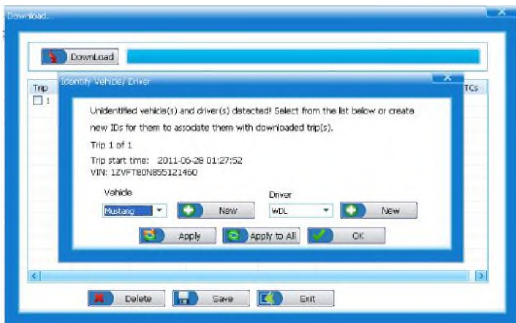 Download...
DownLoad
Trip
TCs
1
Identify Vehicle/ Driver
Unidentified vehicle(s) and driver(s) detected! Select from the list below or create
new IDs for them to associate them with downloaded trip(s).
Trip 1 of 1
Trip start time: 2011-06-28 01:27:52
VIN: 1ZVFT80N855121460
Vehicle
Driver
Mustang
New
WDL
New
Apply
Apply to All
OK
Delete
Save
Exit